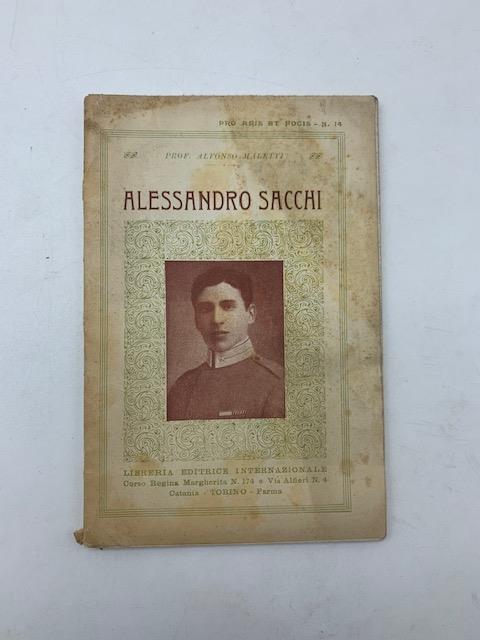 PRO ARIS ET FOCIS - N. 14
PROF. ALFONSO MALETTI
ALESSANDRO SACCHI
LIBRERIA EDITRICE INTERNAZIONALE
Corso Regina Margherita N. 174 e Via Alfieri N. 4
Catania - TORINO - Parma